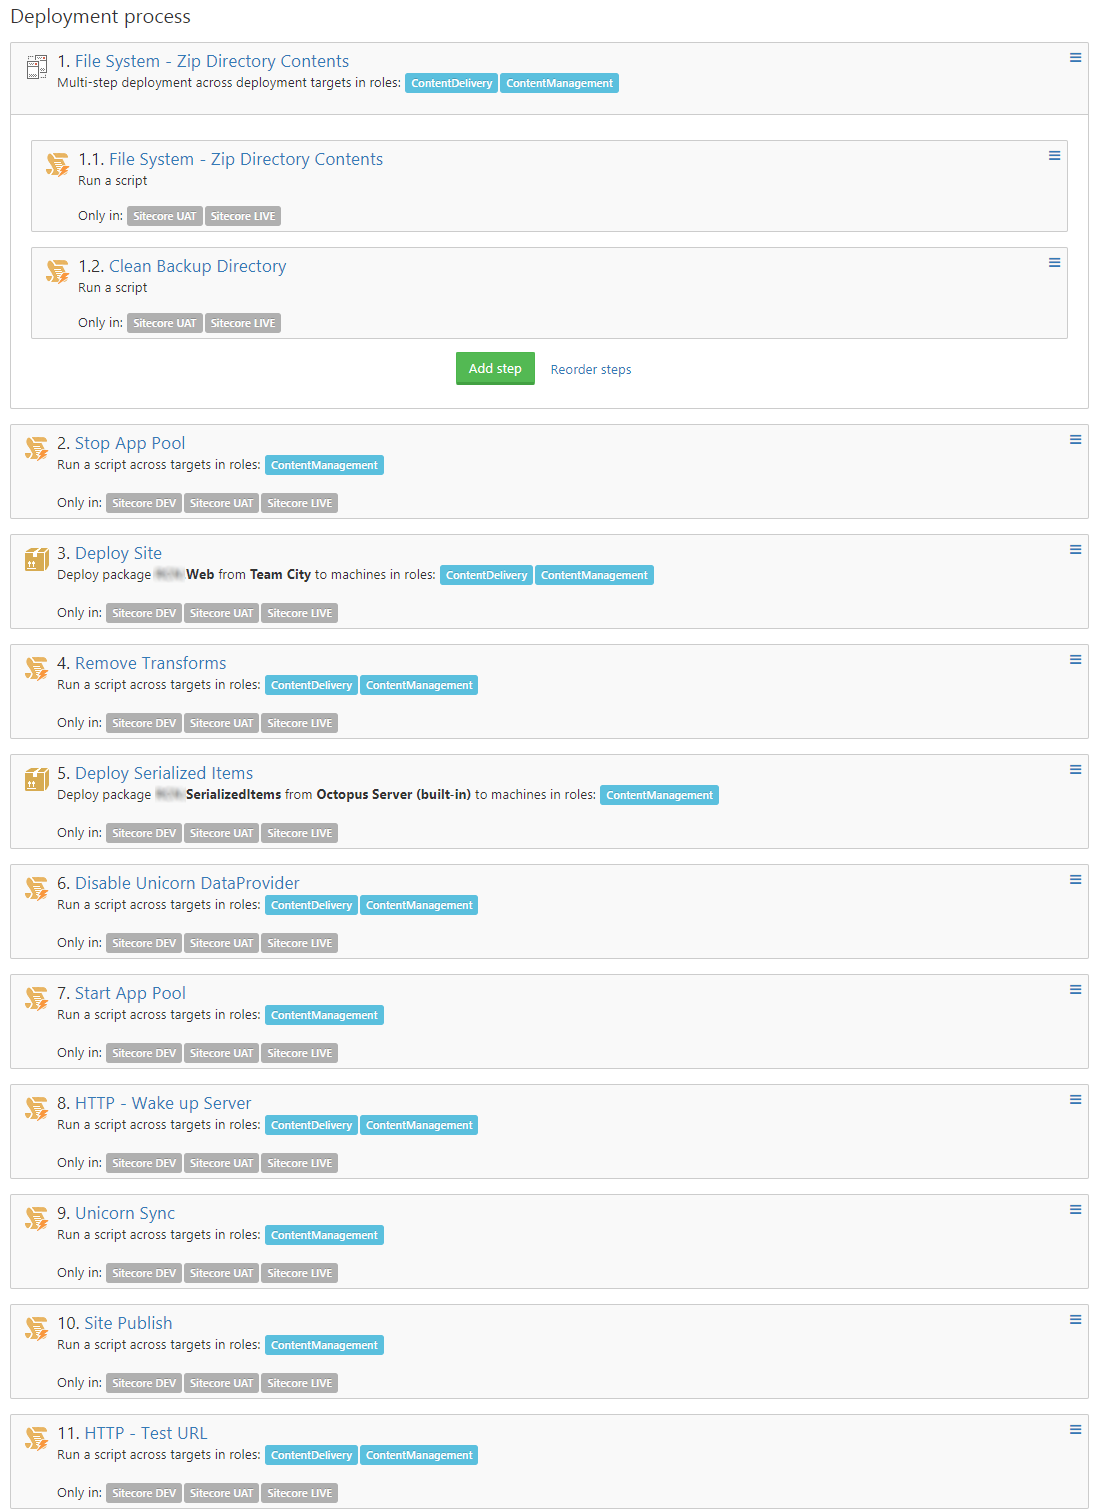 Deployment process
1. File System - Zip Directory Contents
Multi-step deployment across deployment targets in roles: ContentDelivery ContentManagement
1.1. File System - Zip Directory Contents
Run a script
Only in: Sitecore UAT Sitecore LIVE
1.2. Clean Backup Directory
Run a script
Only in: Sitecore UAT Sitecore LIVE
Add step Reorder steps
2. Stop App Pool
Run a script across targets in roles: ContentManagement
Only in: Sitecore DEV Sitecore UAT Sitecore LIVE
3. Deploy Site
Deploy package Web from Team City to machines in roles: ContentDelivery ContentManagement
Only in: Sitecore DEV Sitecore UAT Sitecore LIVE
4. Remove Transforms
Run a script across targets in roles: ContentDelivery ContentManagement
Only in: Sitecore DEV Sitecore UAT Sitecore LIVE
5. Deploy Serialized Items
Deploy package SerializedItems from Octopus Server (built-in) to machines in roles: ContentManagement
Only in: Sitecore DEV Sitecore UAT Sitecore LIVE
6. Disable Unicorn DataProvider
Run a script across targets in roles: ContentDelivery ContentManagement
Only in: Sitecore DEV Sitecore UAT Sitecore LIVE
7. Start App Pool
Run a script across targets in roles: ContentManagement
Only in: Sitecore DEV Sitecore UAT Sitecore LIVE
8. HTTP - Wake up Server
Run a script across targets in roles: ContentDelivery ContentManagement
Only in: Sitecore DEV Sitecore UAT Sitecore LIVE
9. Unicorn Sync
Run a script across targets in roles: ContentManagement
Only in: Sitecore DEV Sitecore UAT Sitecore LIVE
10. Site Publish
Run a script across targets in roles: ContentManagement
Only in: Sitecore DEV Sitecore UAT Sitecore LIVE
11. HTTP - Test URL
Run a script across targets in roles: ContentDelivery ContentManagement
Only in: Sitecore DEV Sitecore UAT Sitecore LIVE